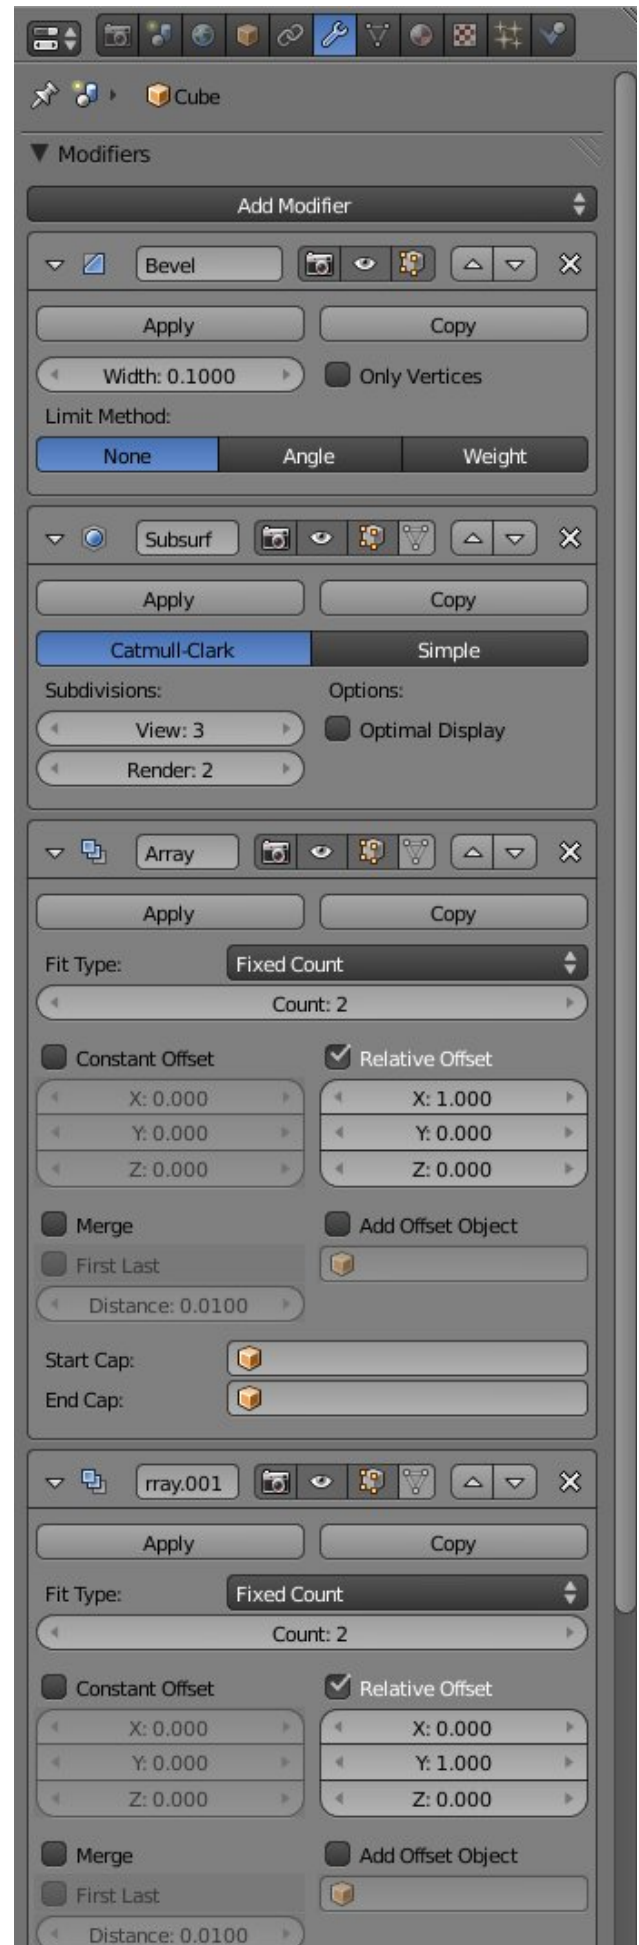 Cube
Modifiers
Add Modifier
Bevel
Apply Copy
Width: 0.1000 Only Vertices
Limit Method:
None Angle Weight
Subsurf
Apply Copy
Catmull-Clark Simple
Subdivisions: Options:
View: 3 Optimal Display
Render: 2
Array
Apply Copy
Fit Type: Fixed Count
Count: 2
Constant Offset Relative Offset
X: 0.000 X: 1.000
Y: 0.000 Y: 0.000
Z: 0.000 Z: 0.000
Merge Add Offset Object
First Last
Distance: 0.0100
Start Cap:
End Cap:
rray.001
Apply Copy
Fit Type: Fixed Count
Count: 2
Constant Offset Relative Offset
X: 0.000 X: 0.000
Y: 0.000 Y: 1.000
Z: 0.000 Z: 0.000
Merge Add Offset Object
First Last
Distance: 0.0100